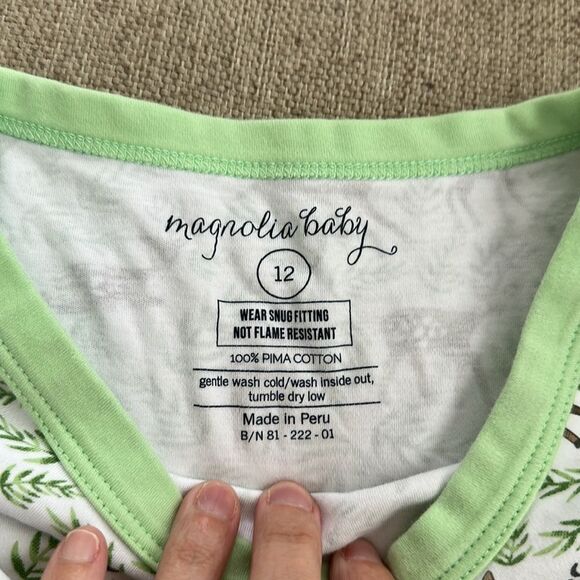 magnolia baby
12
WEAR SNUG FITTING
NOT FLAME RESISTANT
100% PIMA COTTON
gentle wash cold/wash inside out,
tumble dry low
Made in Peru
B/N 81 - 222 - 01